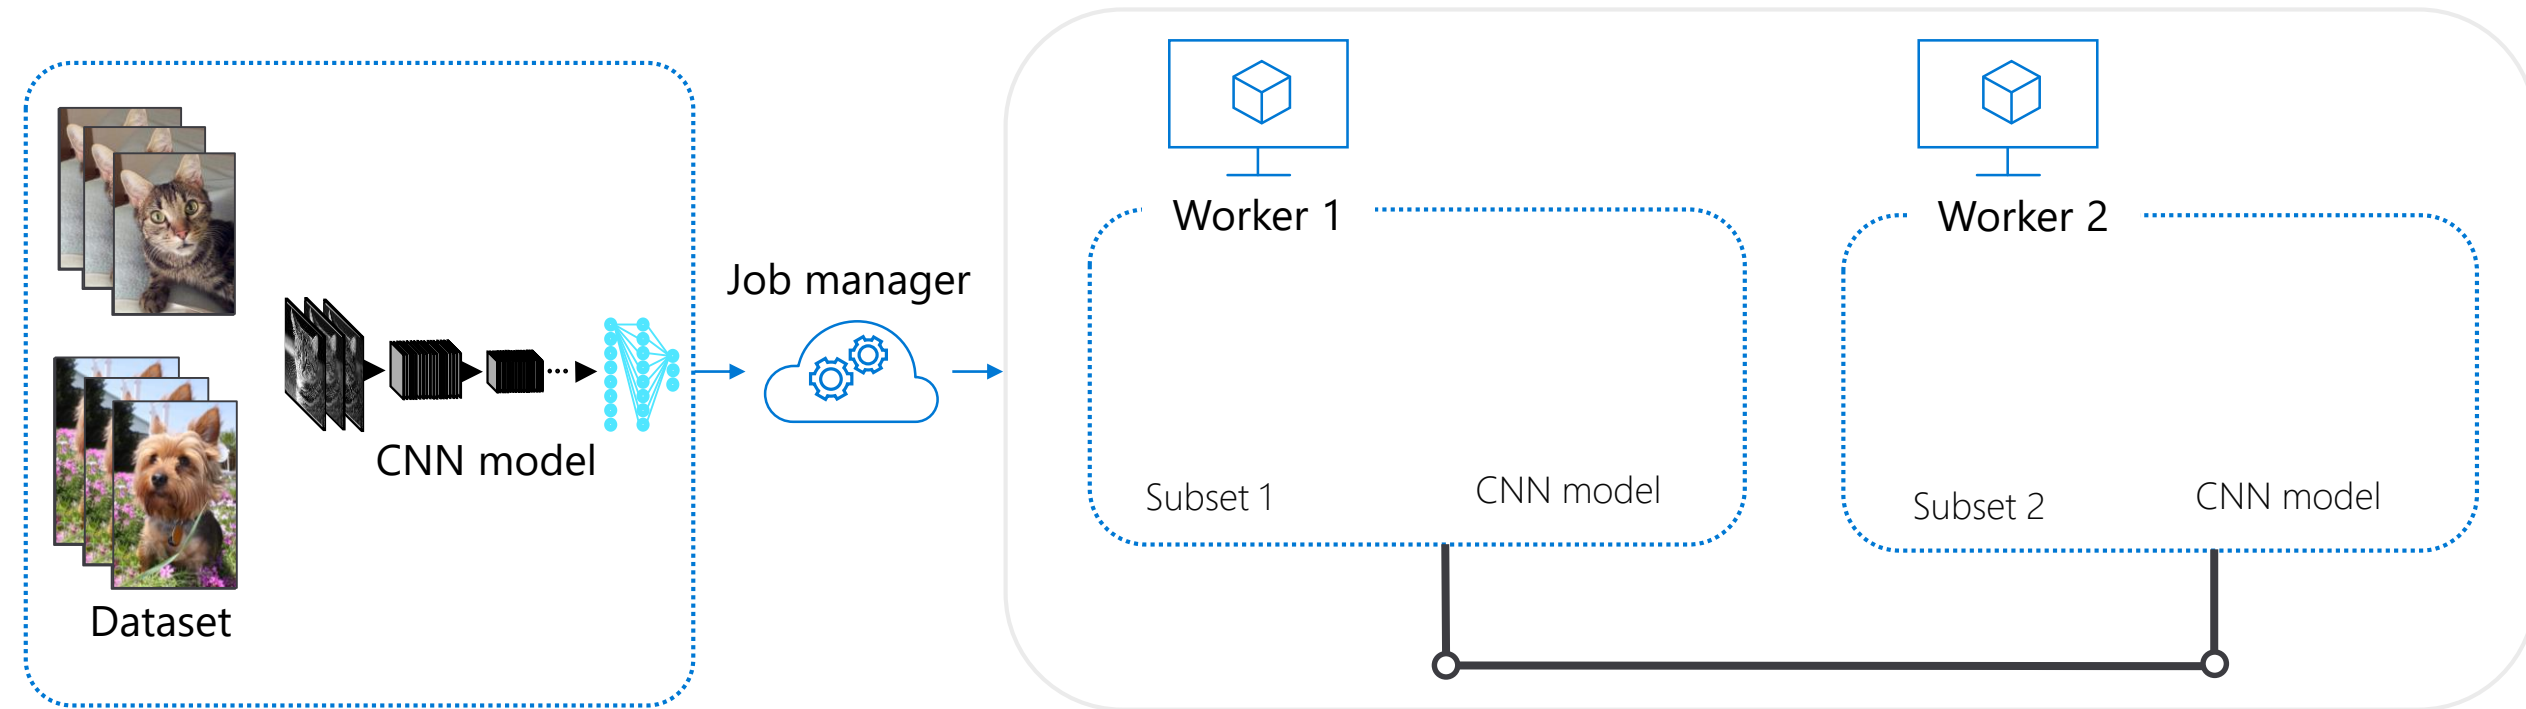 Dataset
CNN model
Job manager
Worker 1
Subset 1
CNN model
Worker 2
Subset 2
CNN model